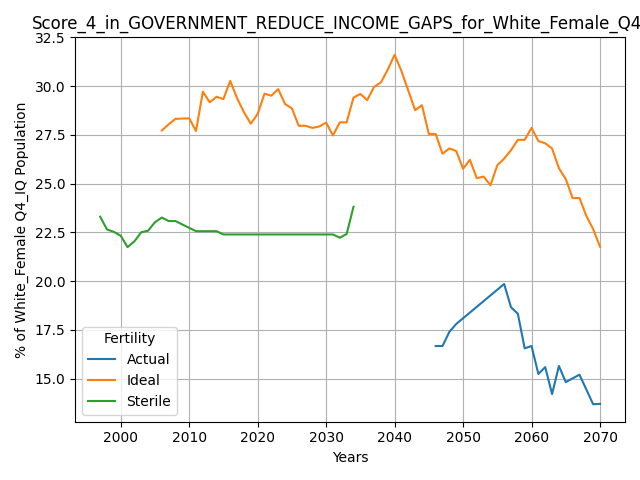 Score_4_in_GOVERNMENT_REDUCE_INCOME_GAPS_for_White_Female_Q4
% of White_Female Q4_IQ Population
32.5
30.0
27.5
25.0
22.5
20.0
17.5
15.0
Fertility
Actual
Ideal
Sterile
2000 2010 2020 2030 2040 2050 2060 2070
Years